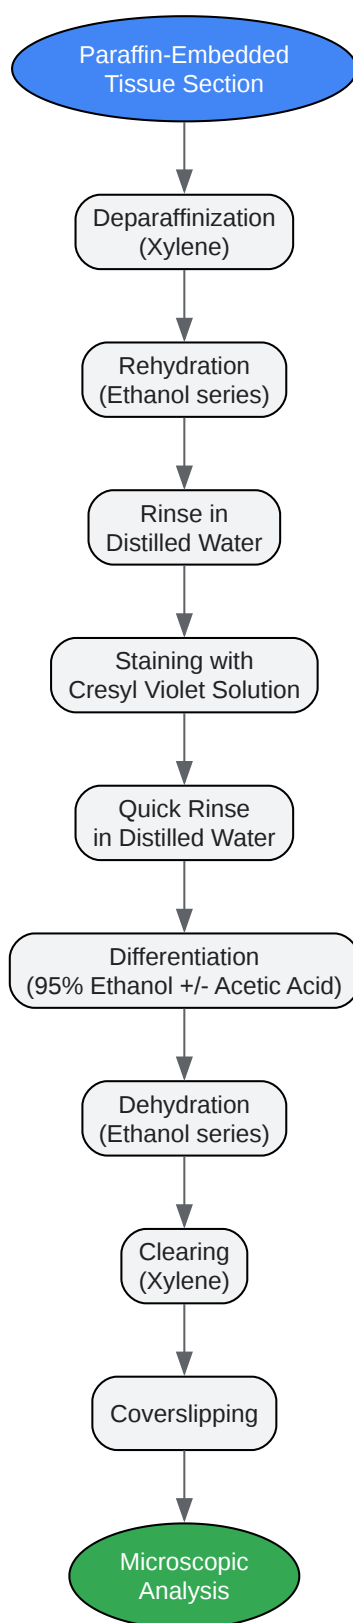 Paraffin-Embedded
Tissue Section
Deparaffinization
(Xylene)
Rehydration
(Ethanol series)
Rinse in
Distilled Water
Staining with
Cresyl Violet Solution
Quick Rinse
in Distilled Water
Differentiation
(95% Ethanol +/- Acetic Acid)
Dehydration
(Ethanol series)
Clearing
(Xylene)
Coverslipping
Microscopic
Analysis